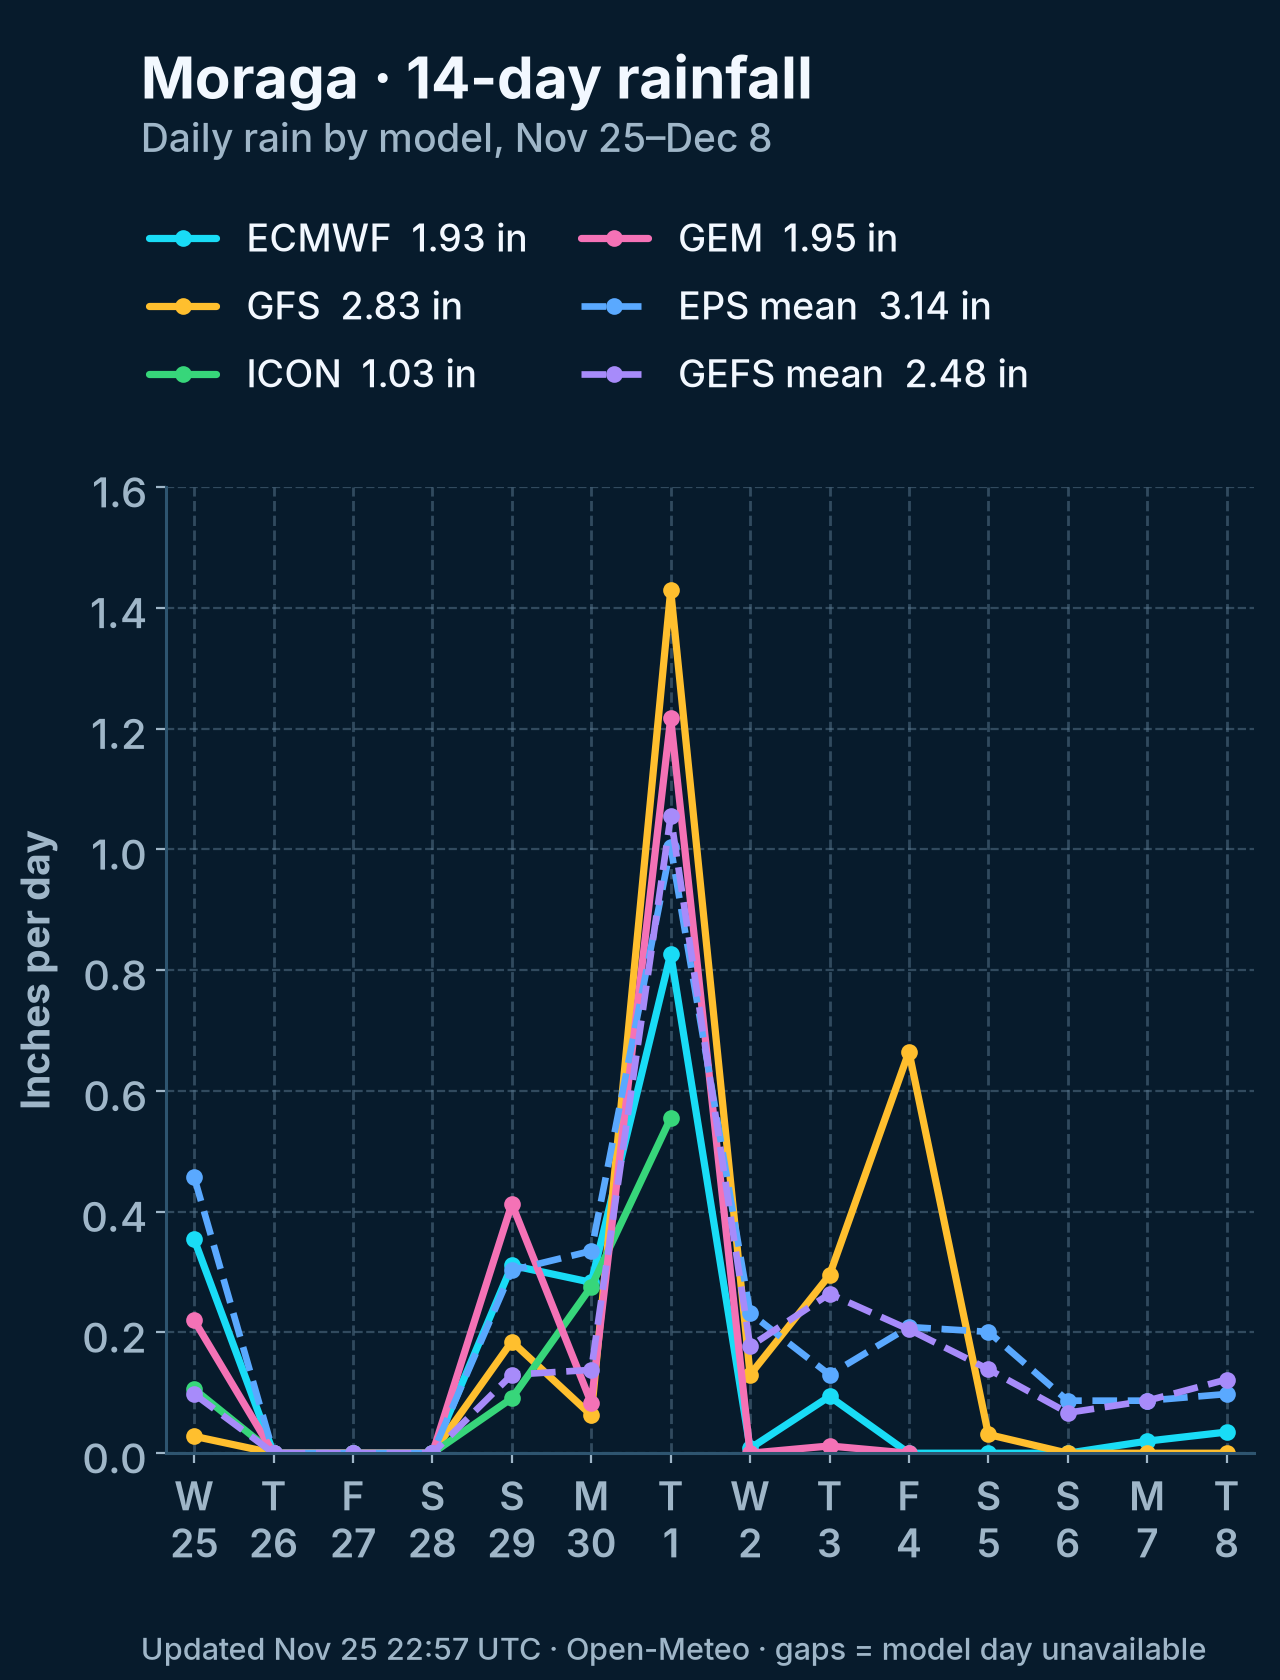 Moraga · 14-day rainfall
Daily rain by model, Nov 25–Dec 8
ECMWF 1.93 in
GEM 1.95 in
GFS 2.83 in
EPS mean 3.14 in
ICON 1.03 in
GEFS mean 2.48 in
Inches per day
1.6
1.4
1.2
1.0
0.8
0.6
0.4
0.2
0.0
W T F S S M T W T F S S M T
25 26 27 28 29 30 1 2 3 4 5 6 7 8
Updated Nov 25 22:57 UTC · Open-Meteo · gaps = model day unavailable